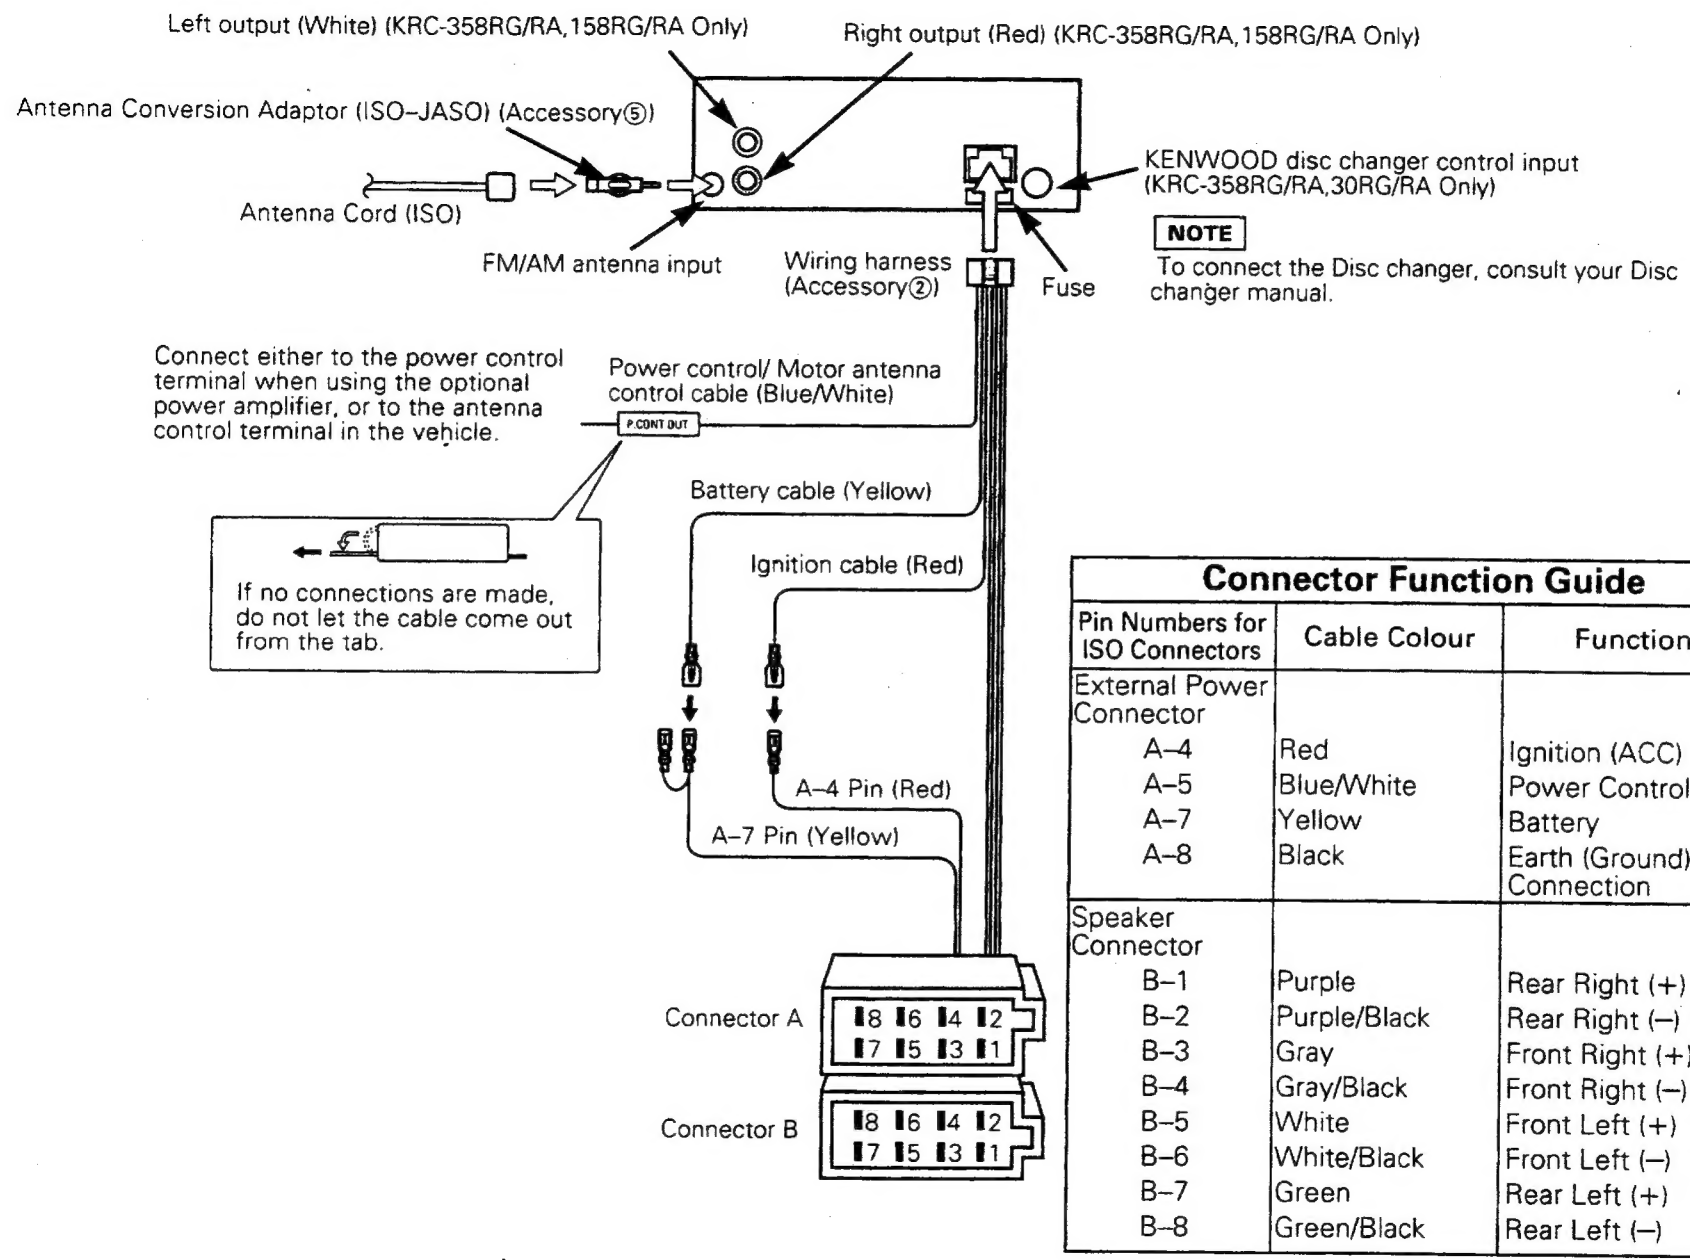 Left output (White) (KRC-358RG/RA,158RG/RA Only)
Right output (Red) (KRC-358RG/RA,158RG/RA Only)
Antenna Conversion Adaptor (ISO–JASO) (Accessory⑤)
Antenna Cord (ISO)
FM/AM antenna input
Wiring harness
(Accessory②)
Fuse
KENWOOD disc changer control input
(KRC-358RG/RA,30RG/RA Only)
NOTE
To connect the Disc changer, consult your Disc
changer manual.
Connect either to the power control
terminal when using the optional
power amplifier, or to the antenna
control terminal in the vehicle.
Power control/ Motor antenna
control cable (Blue/White)
P.CONT OUT
If no connections are made,
do not let the cable come out
from the tab.
Battery cable (Yellow)
Ignition cable (Red)
A–4 Pin (Red)
A–7 Pin (Yellow)
Connector A
8 6 4 2
7 5 3 1
Connector B
8 6 4 2
7 5 3 1
Connector Function Guide
Pin Numbers for
ISO Connectors
Cable Colour
Function
External Power
Connector
A–4 Red Ignition (ACC)
A–5 Blue/White Power Control
A–7 Yellow Battery
A–8 Black Earth (Ground)
Connection
Speaker
Connector
B–1 Purple Rear Right (+)
B–2 Purple/Black Rear Right (–)
B–3 Gray Front Right (+)
B–4 Gray/Black Front Right (–)
B–5 White Front Left (+)
B–6 White/Black Front Left (–)
B–7 Green Rear Left (+)
B–8 Green/Black Rear Left (–)